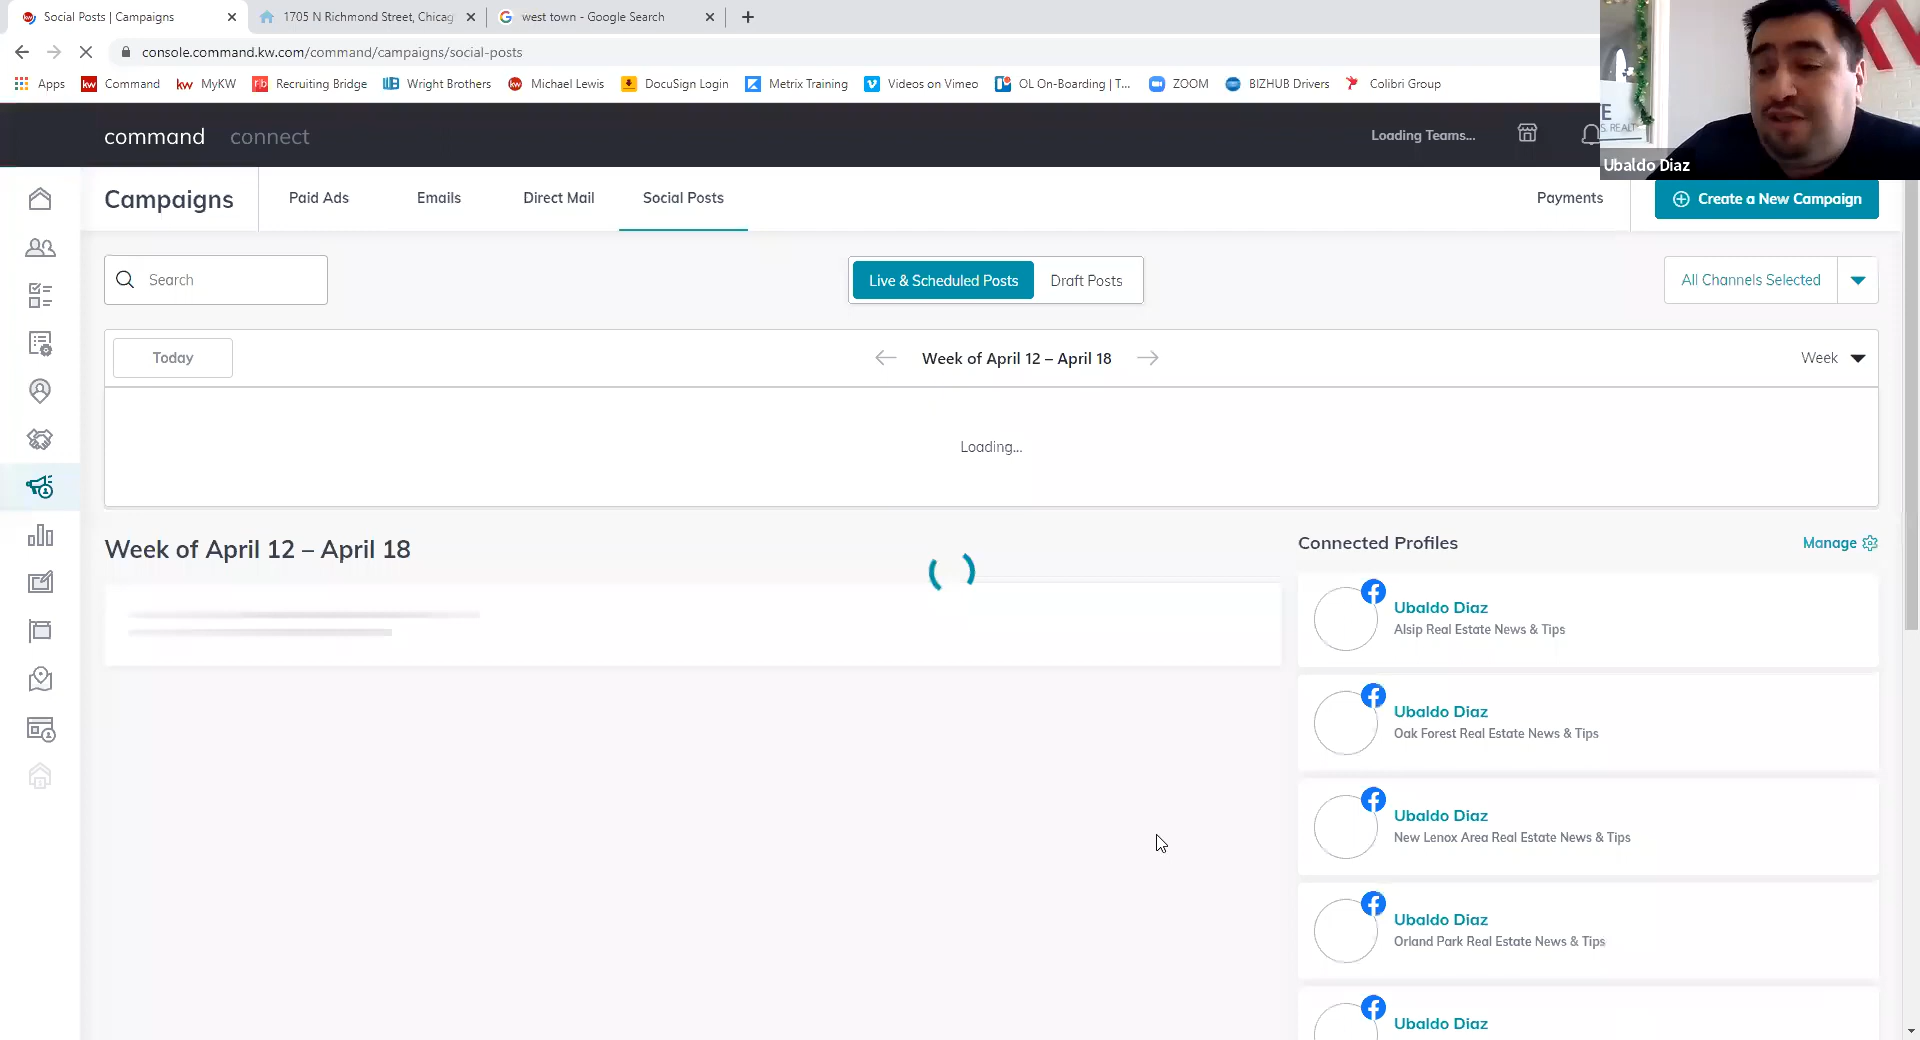 Social Posts | Campaigns
1705 N Richmond Street, Chicag
west town - Google Search
console.command.kw.com/command/campaigns/social-posts
Apps
kw Command
kw MyKW
rb Recruiting Bridge
Wright Brothers
kw Michael Lewis
DocuSign Login
Metrix Training
Videos on Vimeo
OL On-Boarding | T...
ZOOM
BIZHUB Drivers
Colibri Group
command
connect
Loading Teams...
E
S. REALT
Ubaldo Diaz
Campaigns
Paid Ads
Emails
Direct Mail
Social Posts
Payments
Create a New Campaign
Search
Live & Scheduled Posts
Draft Posts
All Channels Selected
Today
Week of April 12 – April 18
Week
Loading...
Week of April 12 – April 18
Connected Profiles
Manage
Ubaldo Diaz
Alsip Real Estate News & Tips
Ubaldo Diaz
Oak Forest Real Estate News & Tips
Ubaldo Diaz
New Lenox Area Real Estate News & Tips
Ubaldo Diaz
Orland Park Real Estate News & Tips
Ubaldo Diaz